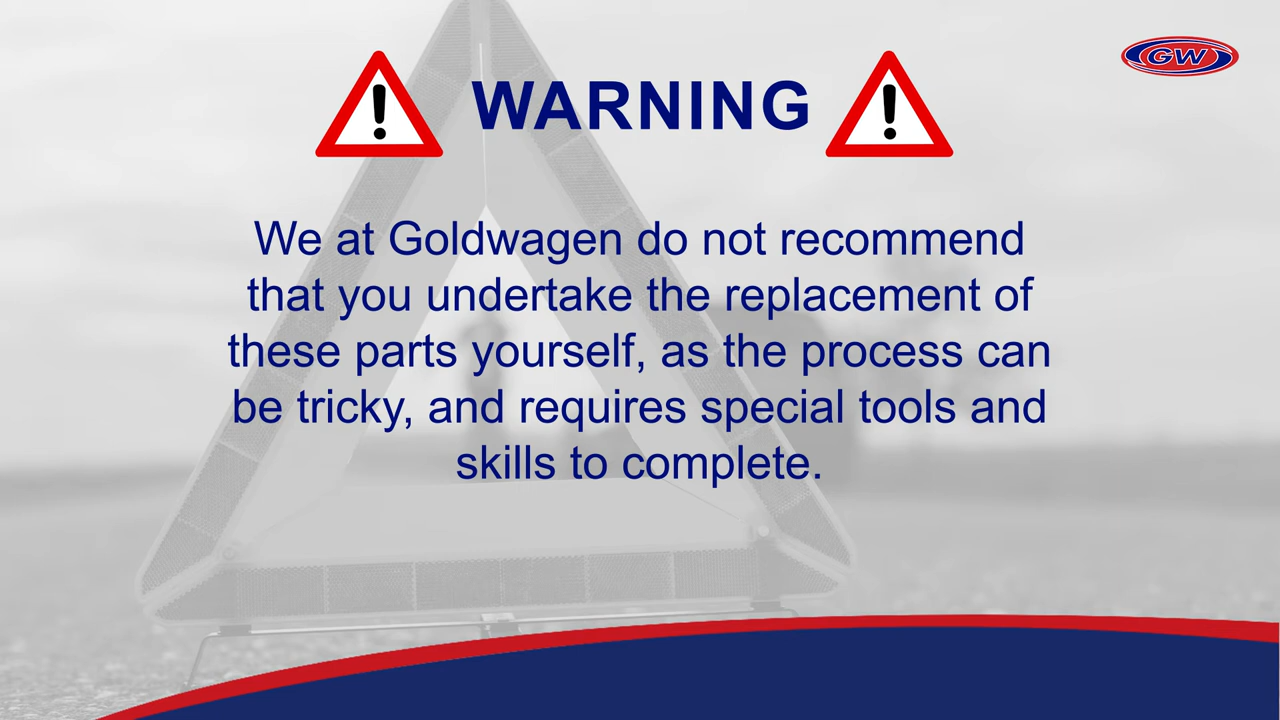 GW
WARNING
We at Goldwagen do not recommend
that you undertake the replacement of
these parts yourself, as the process can
be tricky, and requires special tools and
skills to complete.